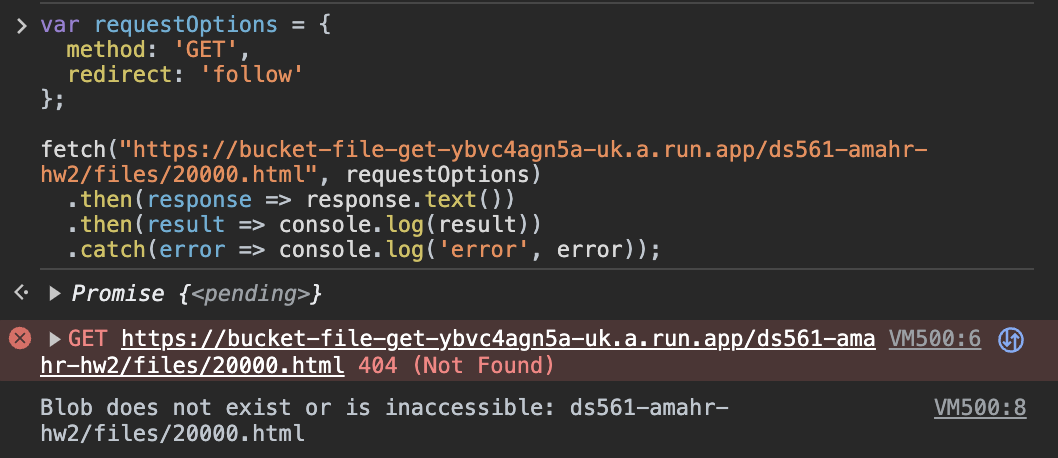 var requestOptions = {
  method: 'GET',
  redirect: 'follow'
};

fetch("https://bucket-file-get-ybvc4agn5a-uk.a.run.app/ds561-amahr-
hw2/files/20000.html", requestOptions)
  .then(response => response.text())
  .then(result => console.log(result))
  .catch(error => console.log('error', error));
Promise {<pending>}
GET https://bucket-file-get-ybvc4agn5a-uk.a.run.app/ds561-ama VM500:6
hr-hw2/files/20000.html 404 (Not Found)
Blob does not exist or is inaccessible: ds561-amahr- VM500:8
hw2/files/20000.html